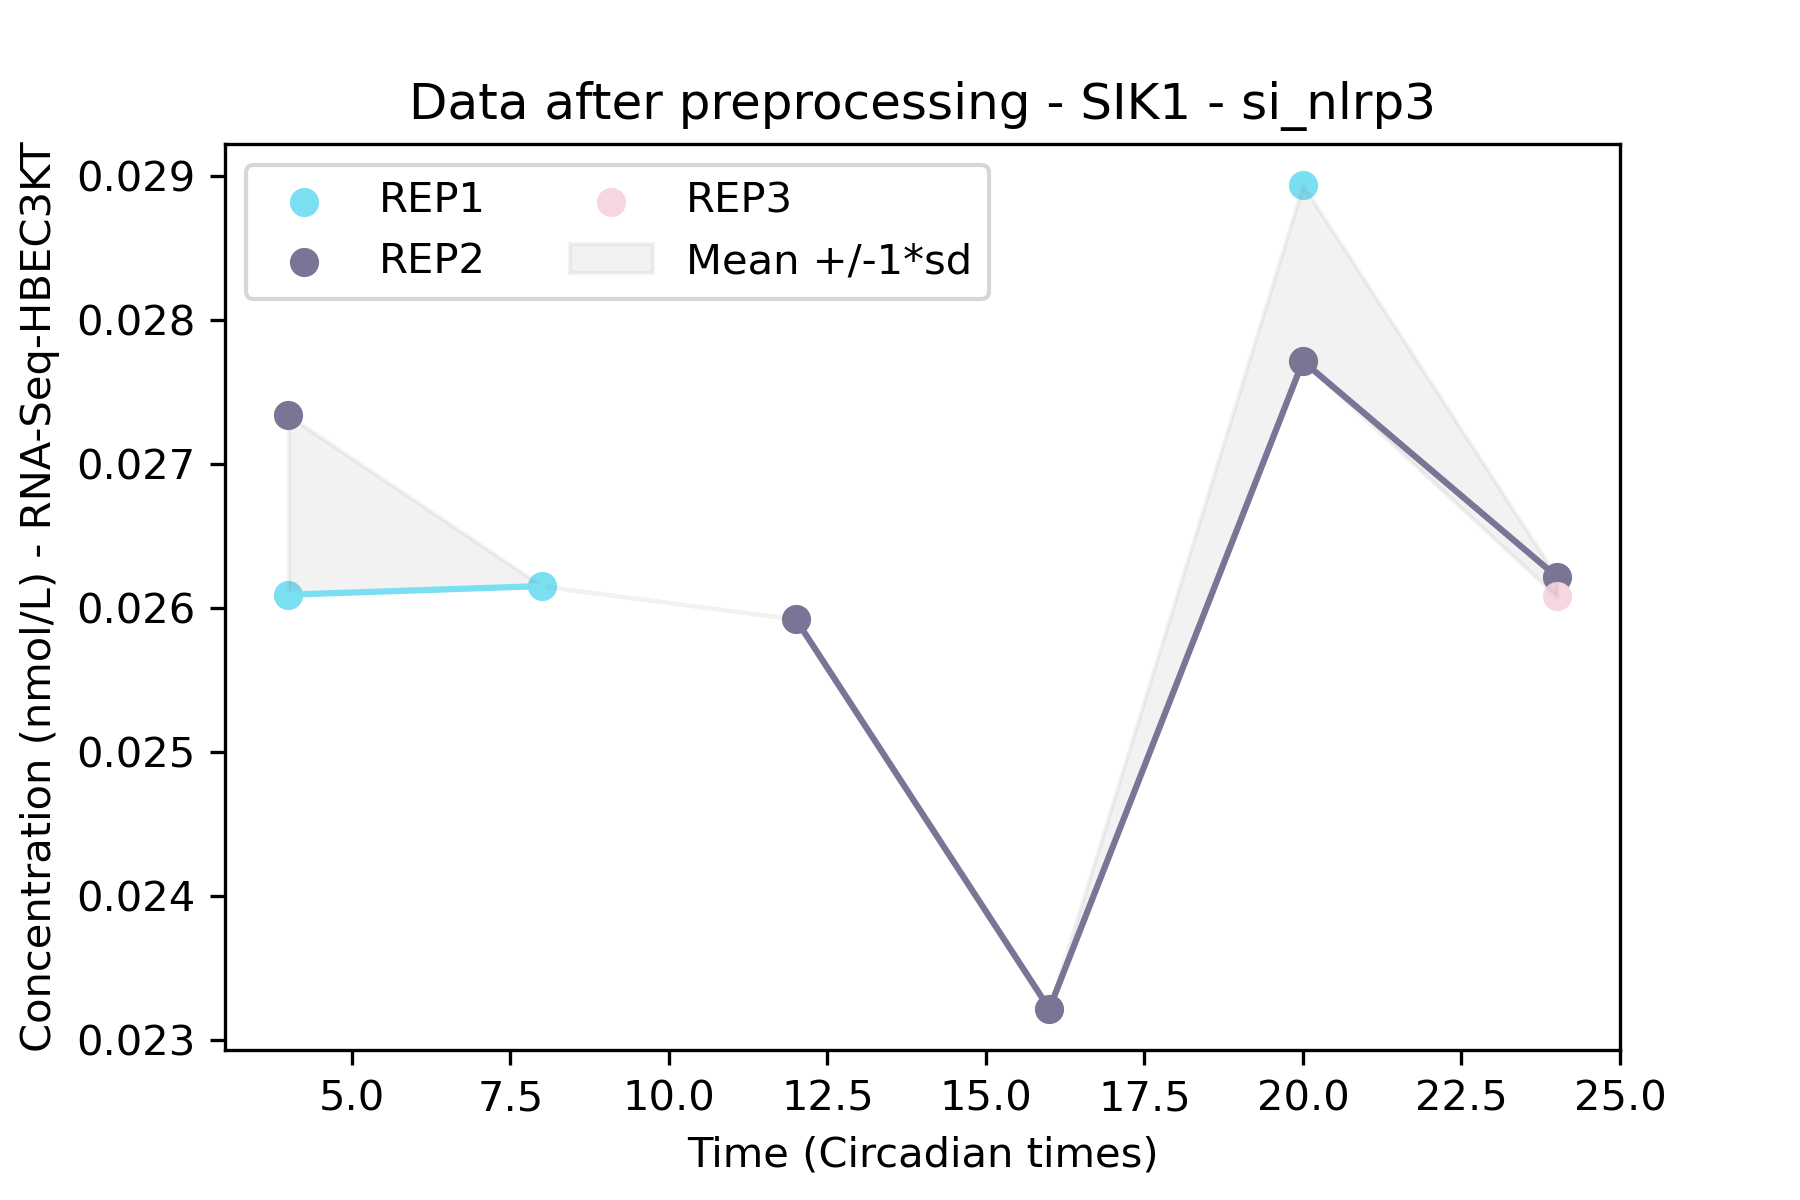 Data after preprocessing - SIK1 - si_nlrp3
Concentration (nmol/L) - RNA-Seq-HBEC3KT
0.029
0.028
0.027
0.026
0.025
0.024
0.023
REP1
REP2
REP3
Mean +/-1*sd
5.0 7.5 10.0 12.5 15.0 17.5 20.0 22.5 25.0
Time (Circadian times)